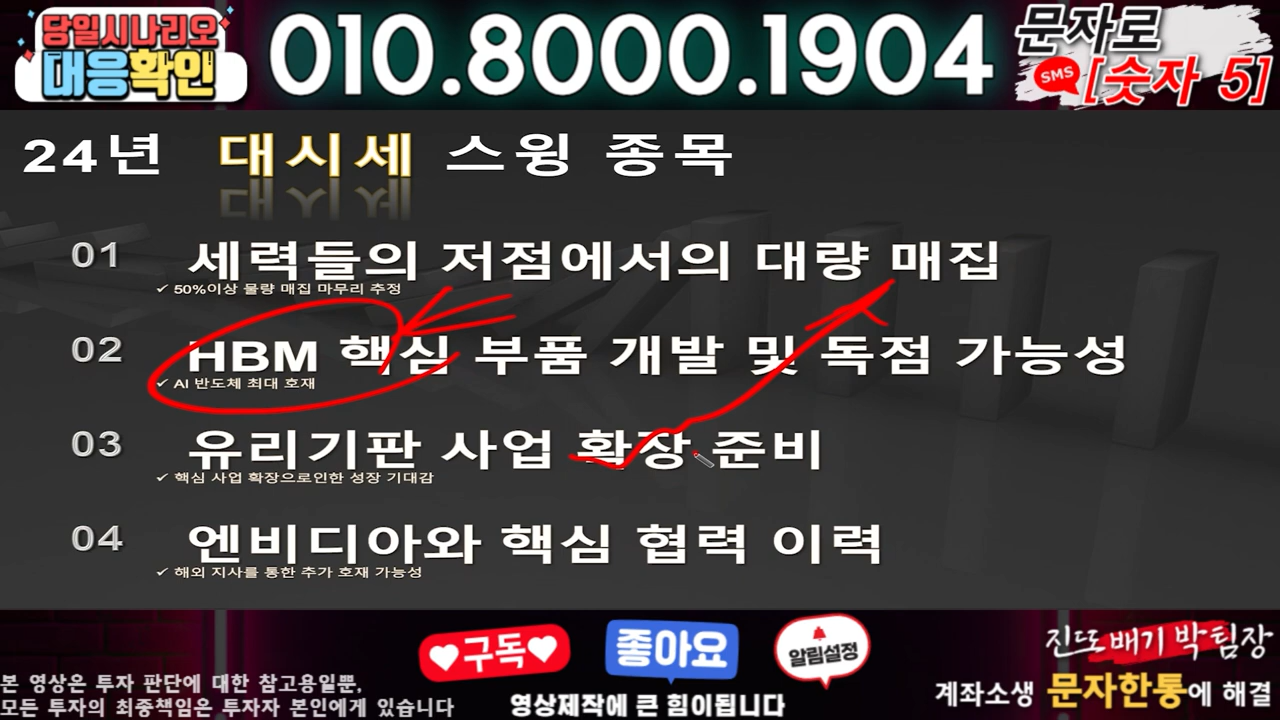 당일시나리오
대응확인
010.8000.1904
문자로
SMS
[숫자 5]
24년 대시세 스윙 종목
01 세력들의 저점에서의 대량 매집
✓ 50%이상 물량 매집 마무리 추정
02 HBM 핵심 부품 개발 및 독점 가능성
✓ AI 반도체 최대 호재
03 유리기판 사업 확장 준비
✓ 핵심 사업 확장으로인한 성장 기대감
04 엔비디아와 핵심 협력 이력
✓ 해외 지사를 통한 추가 호재 가능성
구독
좋아요
알림설정
영상제작에 큰 힘이됩니다
본 영상은 투자 판단에 대한 참고용일뿐,
모든 투자의 최종책임은 투자자 본인에게 있습니다
진또배기 박팀장
계좌소생 문자한통에 해결